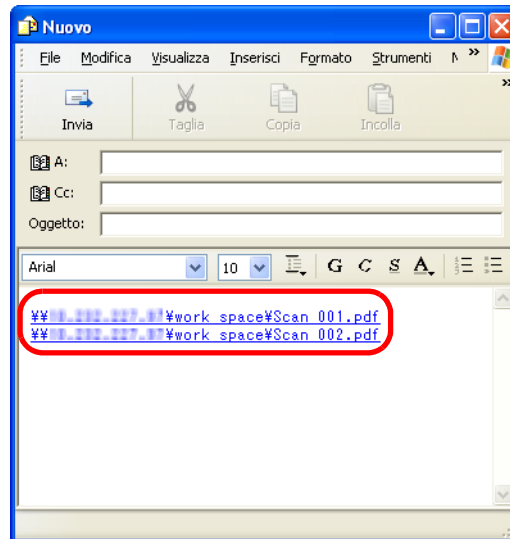 Nuovo
File Modifica Visualizza Inserisci Formato Strumenti »
Invia Taglia Copia Incolla »
A:
Cc:
Oggetto:
Arial 10 G C S A
¥¥ ¥work space¥Scan 001.pdf
¥¥ ¥work space¥Scan 002.pdf